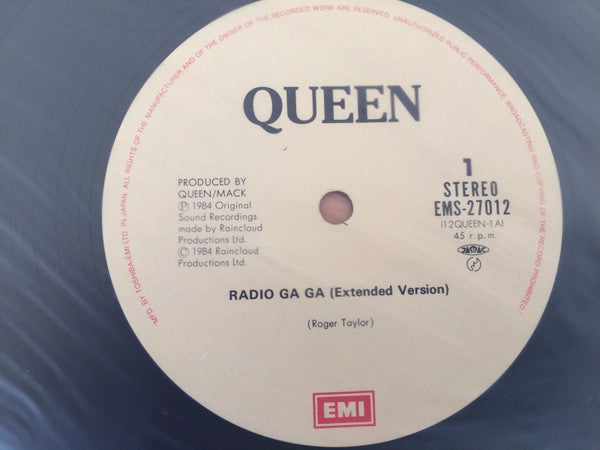 MFD BY TOSHIBA-EMI LTD. IN JAPAN. ALL RIGHTS OF THE MANUFACTURER AND OF THE OWNER OF THE RECORDED WORK ARE RESERVED. UNAUTHORIZED PUBLIC PERFORMANCE, BROADCASTING AND COPYING OF THE RECORD PROHIBITED.
QUEEN
PRODUCED BY
QUEEN/MACK
℗ 1984 Original
Sound Recordings
made by Raincloud
Productions Ltd.
© 1984 Raincloud
Productions Ltd.
1
STEREO
EMS-27012
(12QUEEN-1A)
45 r.p.m.
RADIO GA GA (Extended Version)
(Roger Taylor)
EMI